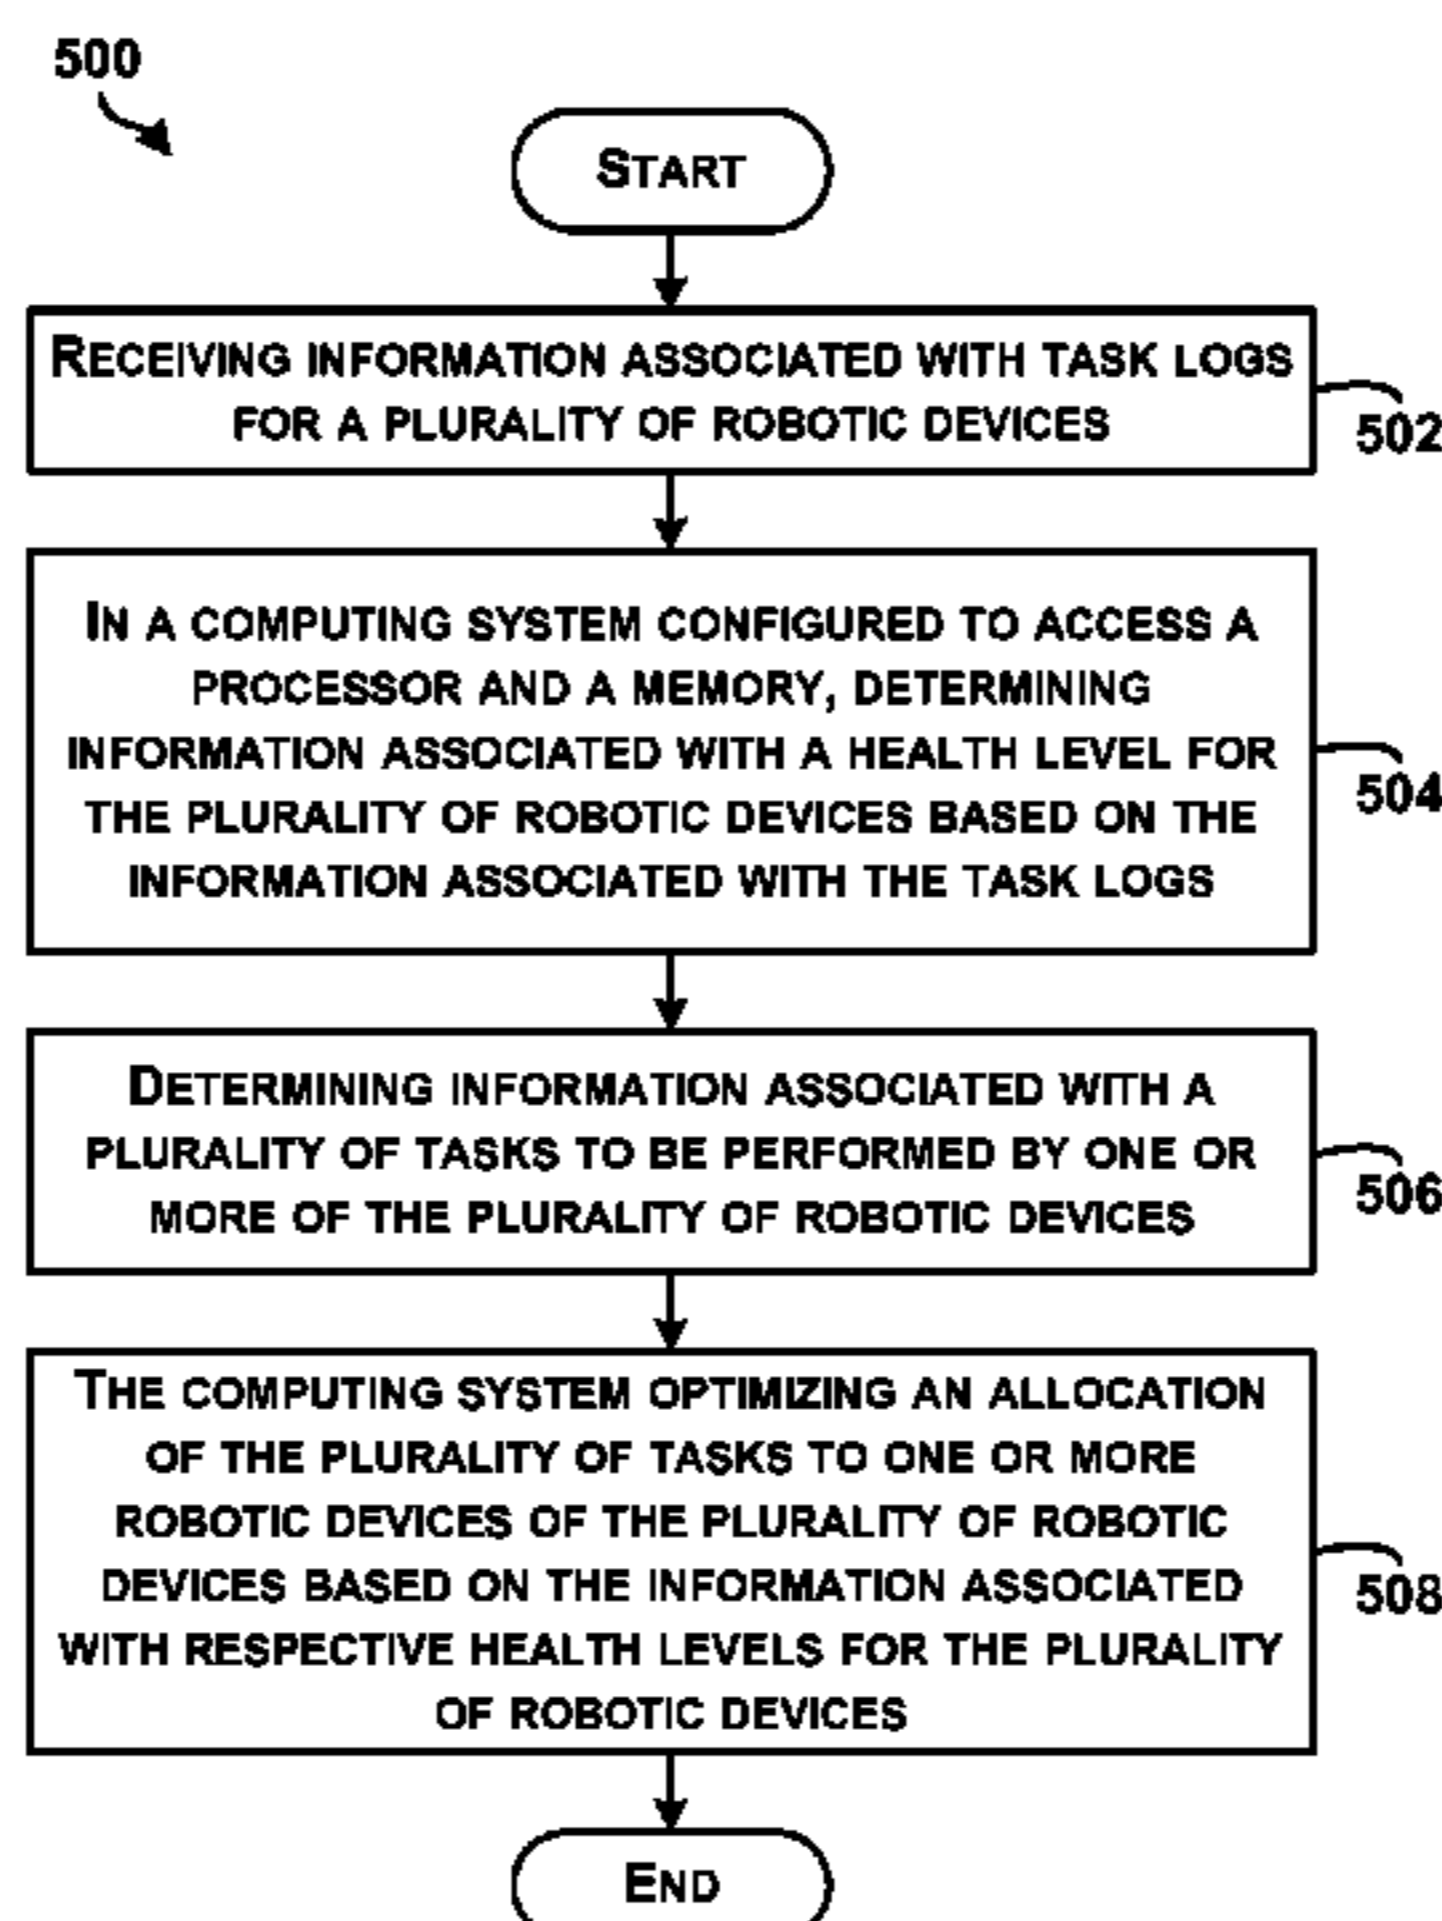 500
START
RECEIVING INFORMATION ASSOCIATED WITH TASK LOGS
FOR A PLURALITY OF ROBOTIC DEVICES
502
IN A COMPUTING SYSTEM CONFIGURED TO ACCESS A
PROCESSOR AND A MEMORY, DETERMINING
INFORMATION ASSOCIATED WITH A HEALTH LEVEL FOR
THE PLURALITY OF ROBOTIC DEVICES BASED ON THE
INFORMATION ASSOCIATED WITH THE TASK LOGS
504
DETERMINING INFORMATION ASSOCIATED WITH A
PLURALITY OF TASKS TO BE PERFORMED BY ONE OR
MORE OF THE PLURALITY OF ROBOTIC DEVICES
506
THE COMPUTING SYSTEM OPTIMIZING AN ALLOCATION
OF THE PLURALITY OF TASKS TO ONE OR MORE
ROBOTIC DEVICES OF THE PLURALITY OF ROBOTIC
DEVICES BASED ON THE INFORMATION ASSOCIATED
WITH RESPECTIVE HEALTH LEVELS FOR THE PLURALITY
OF ROBOTIC DEVICES
508
END